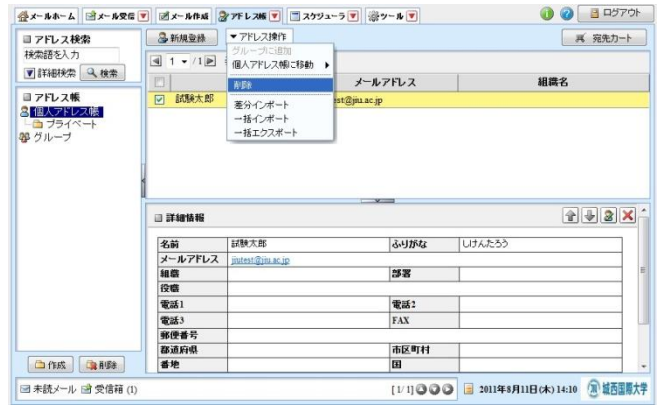 メールホーム メール受信 メール作成 アドレス帳 スケジューラ ツール ログアウト
アドレス検索
検索語を入力
詳細検索 検索
アドレス帳
個人アドレス帳
プライベート
グループ
作成 削除
新規登録 ▼アドレス操作 宛先カート
1 /1
グループに追加
個人アドレス帳に移動
削除
差分インポート
一括インポート
一括エクスポート
メールアドレス 組織名
試験太郎 st@jiu.ac.jp
詳細情報
名前 試験太郎 ふりがな しけんたろう
メールアドレス jiutest@jiu.ac.jp
組織 部署
役職
電話1 電話2
電話3 FAX
郵便番号
都道府県 市区町村
番地 国
未読メール 受信箱 (1) [1/1] 2011年8月11日(木) 14:10 城西国際大学